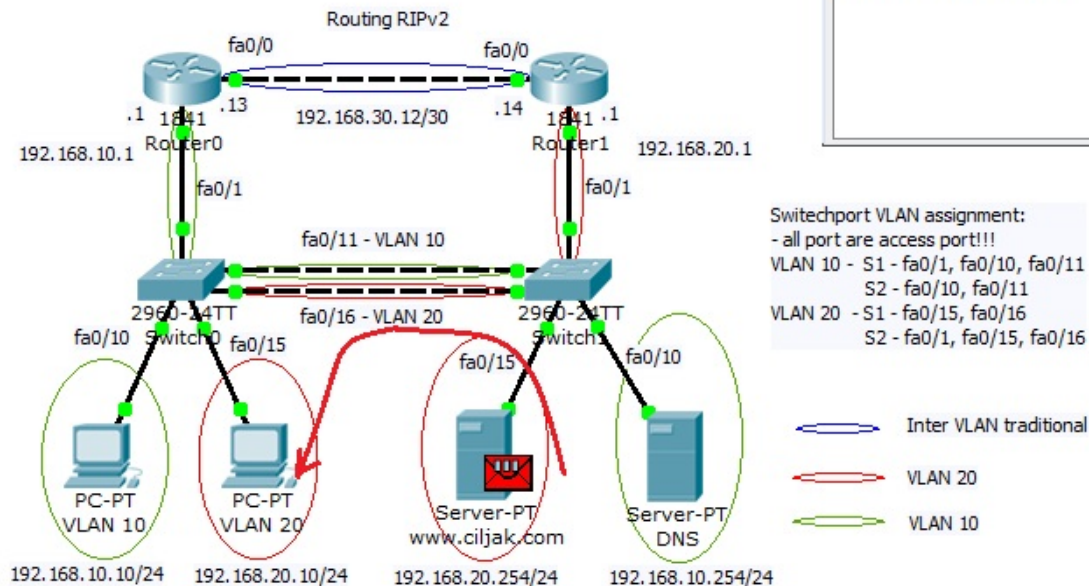 Routing RIPv2
fa0/0
fa0/0
.1
.13
192.168.30.12/30
.14
.1
1841
Router0
1841
Router1
192.168.10.1
192.168.20.1
fa0/1
fa0/1
fa0/11 - VLAN 10
2960-24TT
Switch0
fa0/16 - VLAN 20
2960-24TT
Switch1
fa0/10
fa0/15
fa0/15
fa0/10
PC-PT
VLAN 10
PC-PT
VLAN 20
Server-PT
www.ciljak.com
Server-PT
DNS
192.168.10.10/24
192.168.20.10/24
192.168.20.254/24
192.168.10.254/24
Switechport VLAN assignment:
- all port are access port!!!
VLAN 10 - S1 - fa0/1, fa0/10, fa0/11
S2 - fa0/10, fa0/11
VLAN 20 - S1 - fa0/15, fa0/16
S2 - fa0/1, fa0/15, fa0/16
Inter VLAN traditional
VLAN 20
VLAN 10